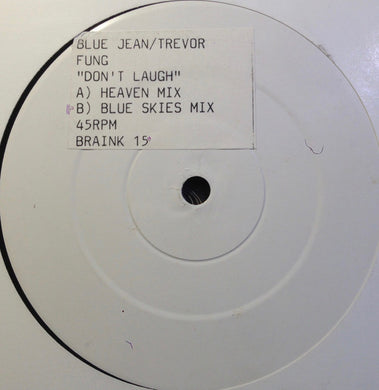 BLUE JEAN/TREVOR
FUNG
"DON'T LAUGH"
A) HEAVEN MIX
B) BLUE SKIES MIX
45RPM
BRAINK 15